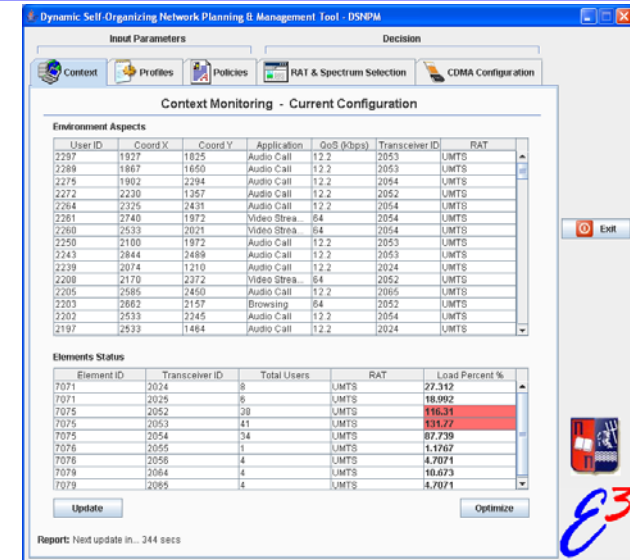 Dynamic Self-Organizing Network Planning & Management Tool - DSNPM
Input Parameters Decision
Context Profiles Policies RAT & Spectrum Selection CDMA Configuration
Context Monitoring - Current Configuration
Environment Aspects
User ID Coord X Coord Y Application QoS (Kbps) Transceiver ID RAT
2297 1927 1825 Audio Call 12.2 2053 UMTS
2289 1867 1650 Audio Call 12.2 2053 UMTS
2275 1902 2294 Audio Call 12.2 2054 UMTS
2272 2230 1357 Audio Call 12.2 2052 UMTS
2264 2325 2431 Audio Call 12.2 2054 UMTS
2261 2740 1972 Video Strea... 64 2054 UMTS
2260 2533 2021 Video Strea... 64 2054 UMTS
2250 2100 1972 Audio Call 12.2 2053 UMTS
2243 2844 2489 Audio Call 12.2 2053 UMTS
2239 2074 1210 Audio Call 12.2 2024 UMTS
2208 2170 2372 Video Strea... 64 2052 UMTS
2205 2585 2450 Audio Call 12.2 2065 UMTS
2203 2662 2157 Browsing 64 2052 UMTS
2202 2533 2245 Audio Call 12.2 2054 UMTS
2197 2533 1464 Audio Call 12.2 2024 UMTS
Exit
Elements Status
Element ID Transceiver ID Total Users RAT Load Percent %
7071 2024 8 UMTS 27.312
7071 2025 6 UMTS 18.992
7075 2052 38 UMTS 116.31
7075 2053 41 UMTS 131.77
7075 2054 34 UMTS 87.739
7076 2055 1 UMTS 1.1767
7076 2056 4 UMTS 4.7071
7079 2064 4 UMTS 10.673
7079 2065 4 UMTS 4.7071
Update Optimize
Report: Next update in... 344 secs
Π
Π
E3